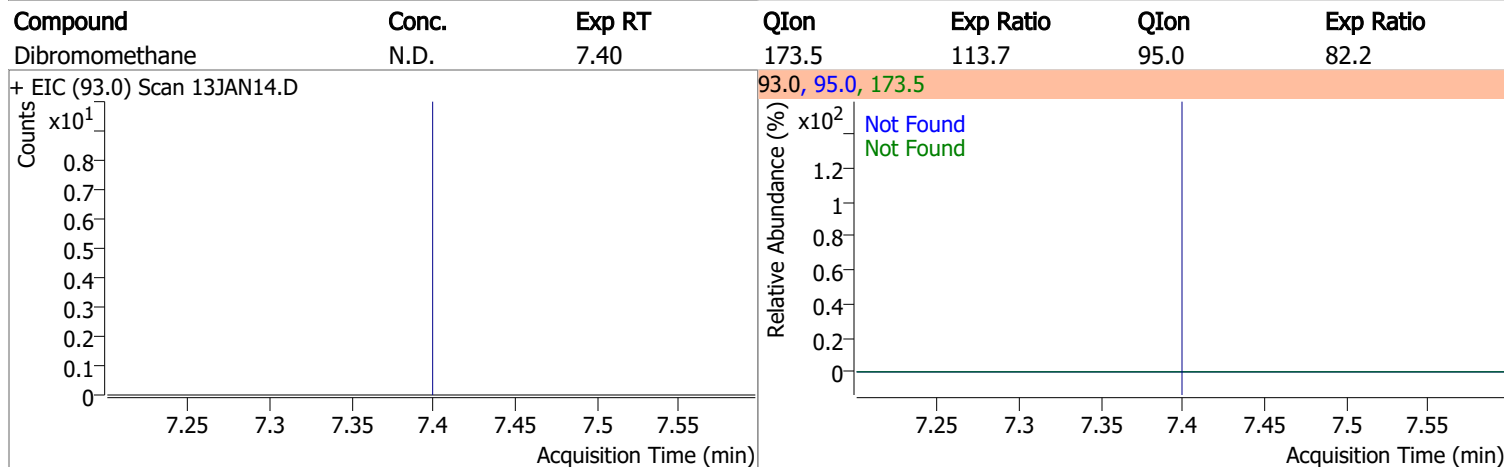 Compound Conc. Exp RT QIon Exp Ratio QIon Exp Ratio
Dibromomethane N.D. 7.40 173.5 113.7 95.0 82.2
+ EIC (93.0) Scan 13JAN14.D
Counts
x10¹
0.8
0.7
0.6
0.5
0.4
0.3
0.2
0.1
0
7.25 7.3 7.35 7.4 7.45 7.5 7.55
Acquisition Time (min)
93.0, 95.0, 173.5
Relative Abundance (%)
x10²
Not Found
Not Found
1.2
1
0.8
0.6
0.4
0.2
0
7.25 7.3 7.35 7.4 7.45 7.5 7.55
Acquisition Time (min)